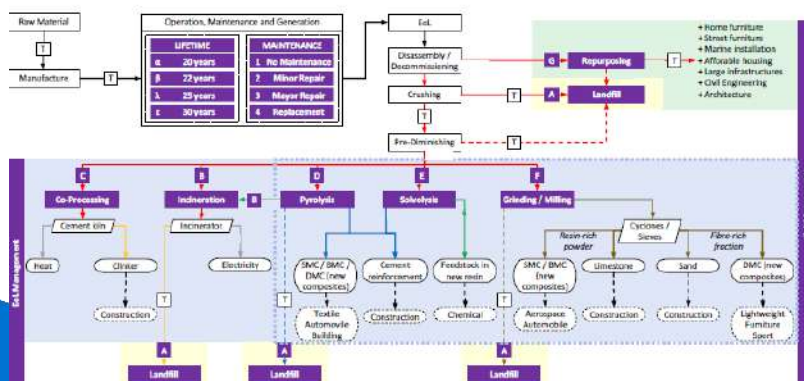 Raw Material
T
Manufacture
T
Operation, Maintenance and Generation
LIFETIME
α 20 years
β 22 years
λ 25 years
ε 30 years
MAINTENANCE
1 No Maintenance
2 Minor Repair
3 Mayor Repair
4 Replacement
EoL
Disassembly /
Decommissioning
T
Crushing
T
Pre-Diminishing
G
Repurposing
T
T
A
Landfill
T
+ Home furniture
+ Street furniture
+ Marine installation
+ Afforable housing
+ Large infrastructures
+ Civil Engineering
+ Architecture
EoL Management
C
B
D
E
F
Co-Processing
Incineration
B
Pyrolysis
Solvolysis
Grinding / Milling
Cement kiln
Incinerator
Cyclones /
Sieves
Resin-rich
powder
Fibre-rich
fraction
Heat
Clinker
Electricity
SMC / BMC /
DMC (new
composites)
Cement
reinforcement
Feedstock in
new resin
SMC / BMC
(new
composites)
Limestone
Sand
DMC (new
composites)
T
T
T
Construction
Textile
Automovile
Building
Construction
Chemical
Aerospace
Automobile
Construction
Construction
Lightweight
Furniture
Sport
A
A
A
Landfill
Landfill
Landfill